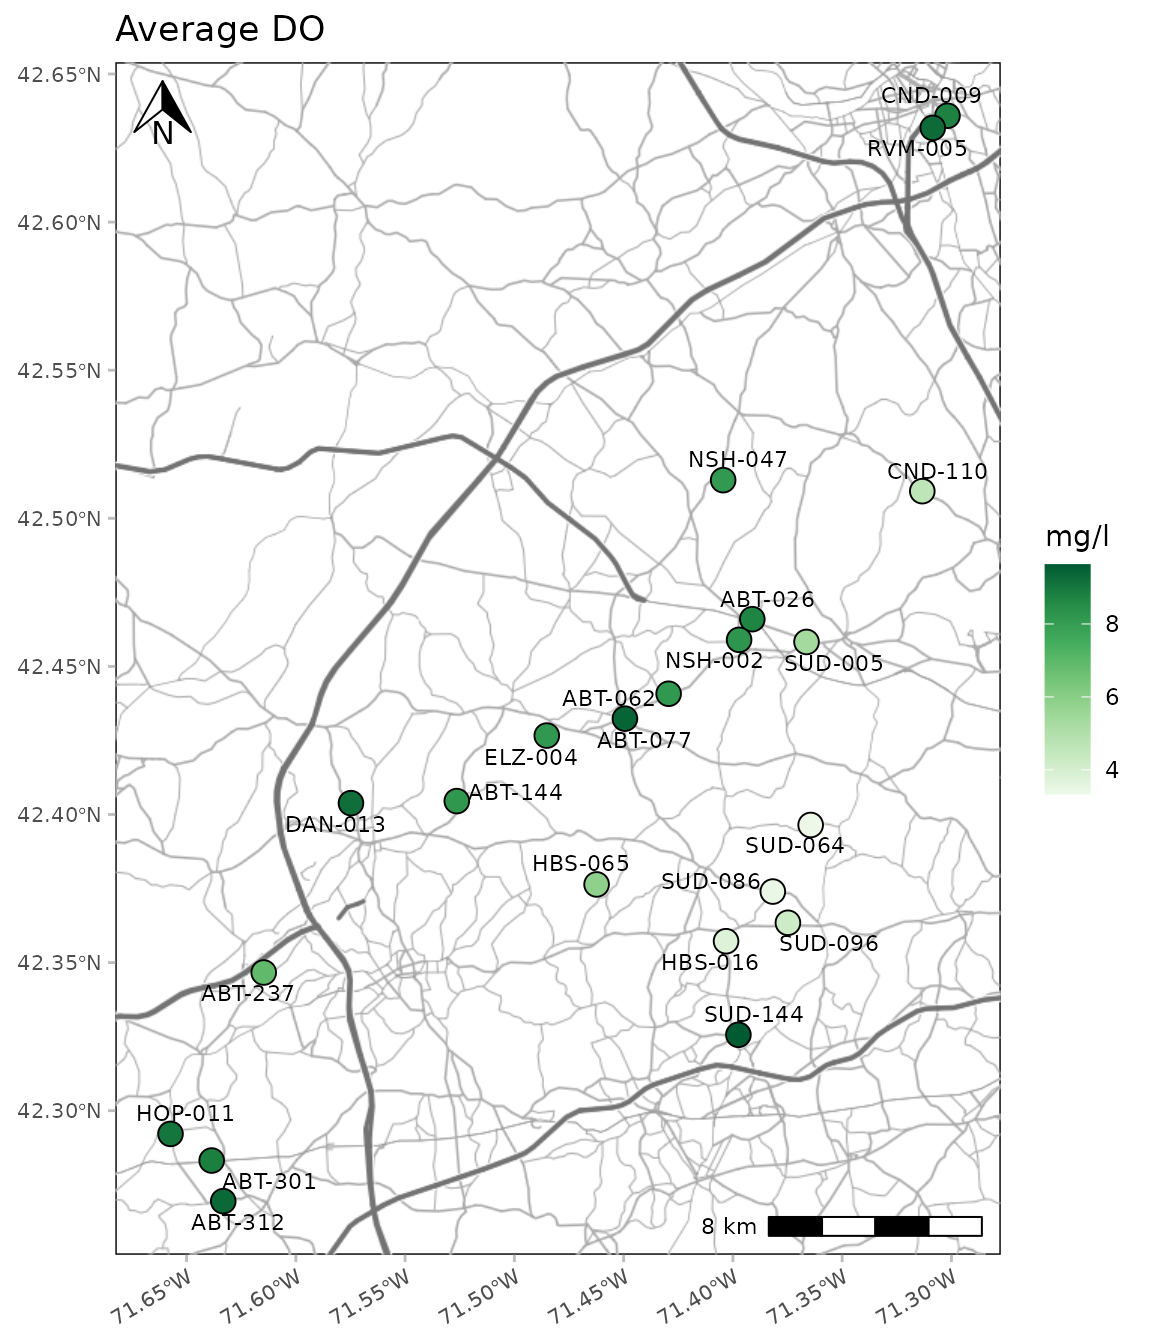 Average DO
42.65°N
42.60°N
42.55°N
42.50°N
42.45°N
42.40°N
42.35°N
42.30°N
N
CND-009
RVM-005
NSH-047
CND-110
ABT-026
NSH-002
SUD-005
ABT-062
ABT-077
ELZ-004
ABT-144
DAN-013
SUD-064
HBS-065
SUD-086
SUD-096
HBS-016
ABT-237
SUD-144
HOP-011
ABT-301
ABT-312
8 km
71.65°W
71.60°W
71.55°W
71.50°W
71.45°W
71.40°W
71.35°W
71.30°W
mg/l
8
6
4